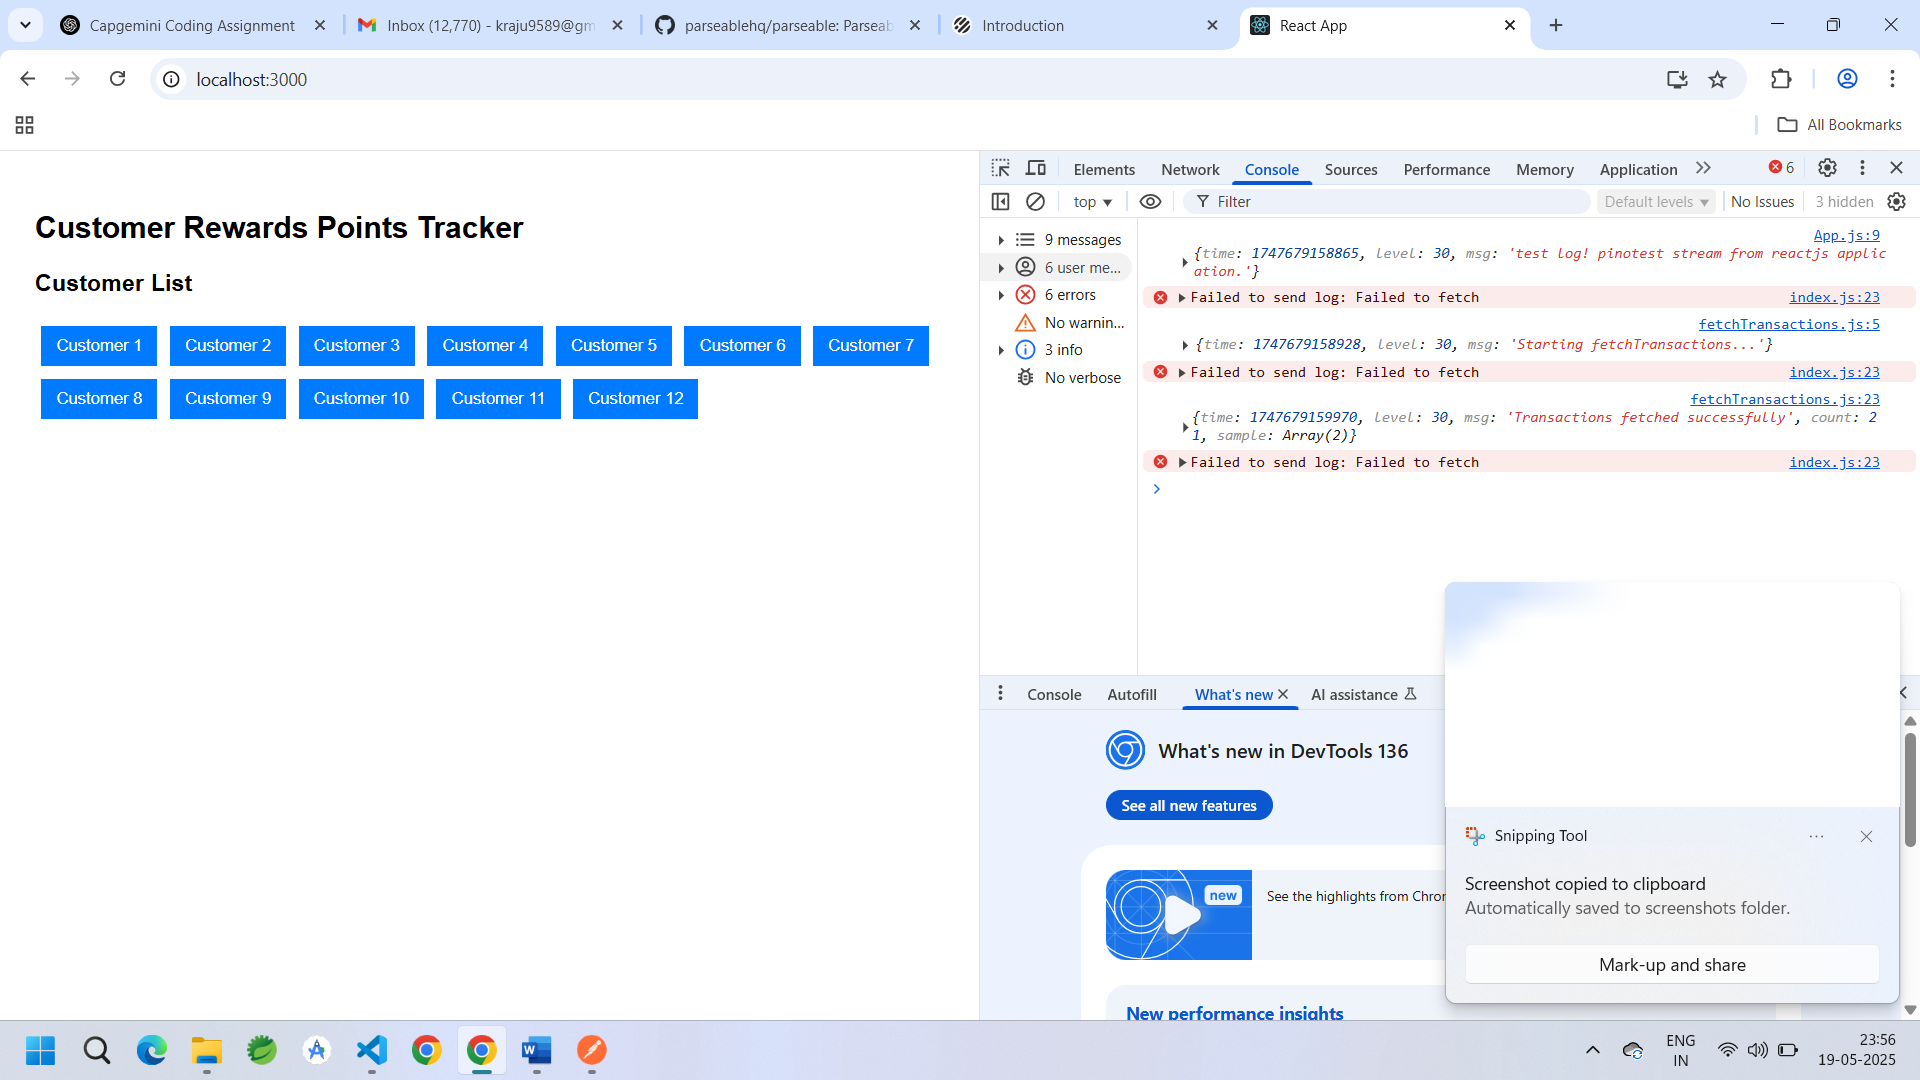 Capgemini Coding Assignment
Inbox (12,770) - kraju9589@gm
parseablehq/parseable: Parseab
Introduction
React App
localhost:3000
All Bookmarks
Customer Rewards Points Tracker
Customer List
Customer 1
Customer 2
Customer 3
Customer 4
Customer 5
Customer 6
Customer 7
Customer 8
Customer 9
Customer 10
Customer 11
Customer 12
Elements
Network
Console
Sources
Performance
Memory
Application
6
top
Filter
Default levels
No Issues
3 hidden
9 messages
6 user me...
6 errors
No warnin...
3 info
No verbose
App.js:9
{time: 1747679158865, level: 30, msg: 'test log! pinotest stream from reactjs applic
ation.'}
Failed to send log: Failed to fetch index.js:23
fetchTransactions.js:5
{time: 1747679158928, level: 30, msg: 'Starting fetchTransactions...'}
Failed to send log: Failed to fetch index.js:23
fetchTransactions.js:23
{time: 1747679159970, level: 30, msg: 'Transactions fetched successfully', count: 2
1, sample: Array(2)}
Failed to send log: Failed to fetch index.js:23
Console
Autofill
What's new
AI assistance
What's new in DevTools 136
See all new features
new
See the highlights from Chron
New performance insights
Snipping Tool
Screenshot copied to clipboard
Automatically saved to screenshots folder.
Mark-up and share
ENG
IN
23:56
19-05-2025